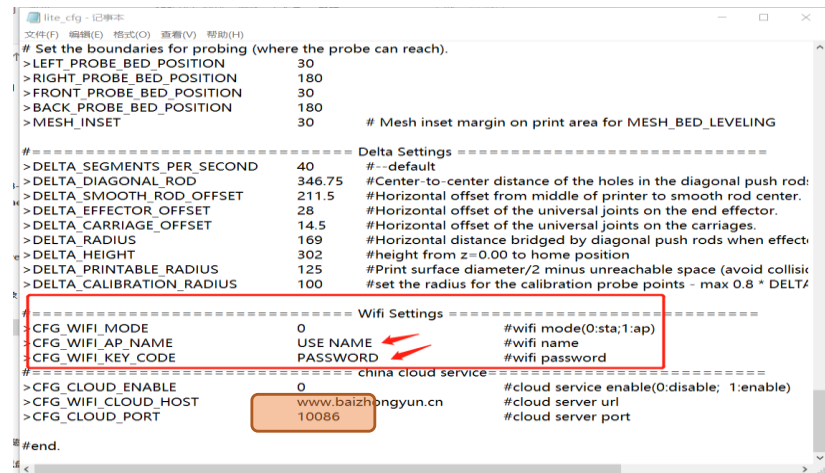 lite_cfg - 记事本
文件(F) 编辑(E) 格式(O) 查看(V) 帮助(H)
# Set the boundaries for probing (where the probe can reach).
>LEFT_PROBE_BED_POSITION 30
>RIGHT_PROBE_BED_POSITION 180
>FRONT_PROBE_BED_POSITION 30
>BACK_PROBE_BED_POSITION 180
>MESH_INSET 30 # Mesh inset margin on print area for MESH_BED_LEVELING
#=============================== Delta Settings ==============================
>DELTA_SEGMENTS_PER_SECOND 40 #--default
>DELTA_DIAGONAL_ROD 346.75 #Center-to-center distance of the holes in the diagonal push rods
>DELTA_SMOOTH_ROD_OFFSET 211.5 #Horizontal offset from middle of printer to smooth rod center.
>DELTA_EFFECTOR_OFFSET 28 #Horizontal offset of the universal joints on the end effector.
>DELTA_CARRIAGE_OFFSET 14.5 #Horizontal offset of the universal joints on the carriages.
>DELTA_RADIUS 169 #Horizontal distance bridged by diagonal push rods when effect
>DELTA_HEIGHT 302 #height from z=0.00 to home position
>DELTA_PRINTABLE_RADIUS 125 #Print surface diameter/2 minus unreachable space (avoid collisic
>DELTA_CALIBRATION_RADIUS 100 #set the radius for the calibration probe points - max 0.8 * DELTA
#=============================== Wifi Settings ==============================
>CFG_WIFI_MODE 0 #wifi mode(0:sta;1:ap)
>CFG_WIFI_AP_NAME USE NAME #wifi name
>CFG_WIFI_KEY_CODE PASSWORD #wifi password
#=============================== china cloud service===========================
>CFG_CLOUD_ENABLE 0 #cloud service enable(0:disable; 1:enable)
>CFG_WIFI_CLOUD_HOST www.baizhongyun.cn #cloud server url
>CFG_CLOUD_PORT 10086 #cloud server port
#end.